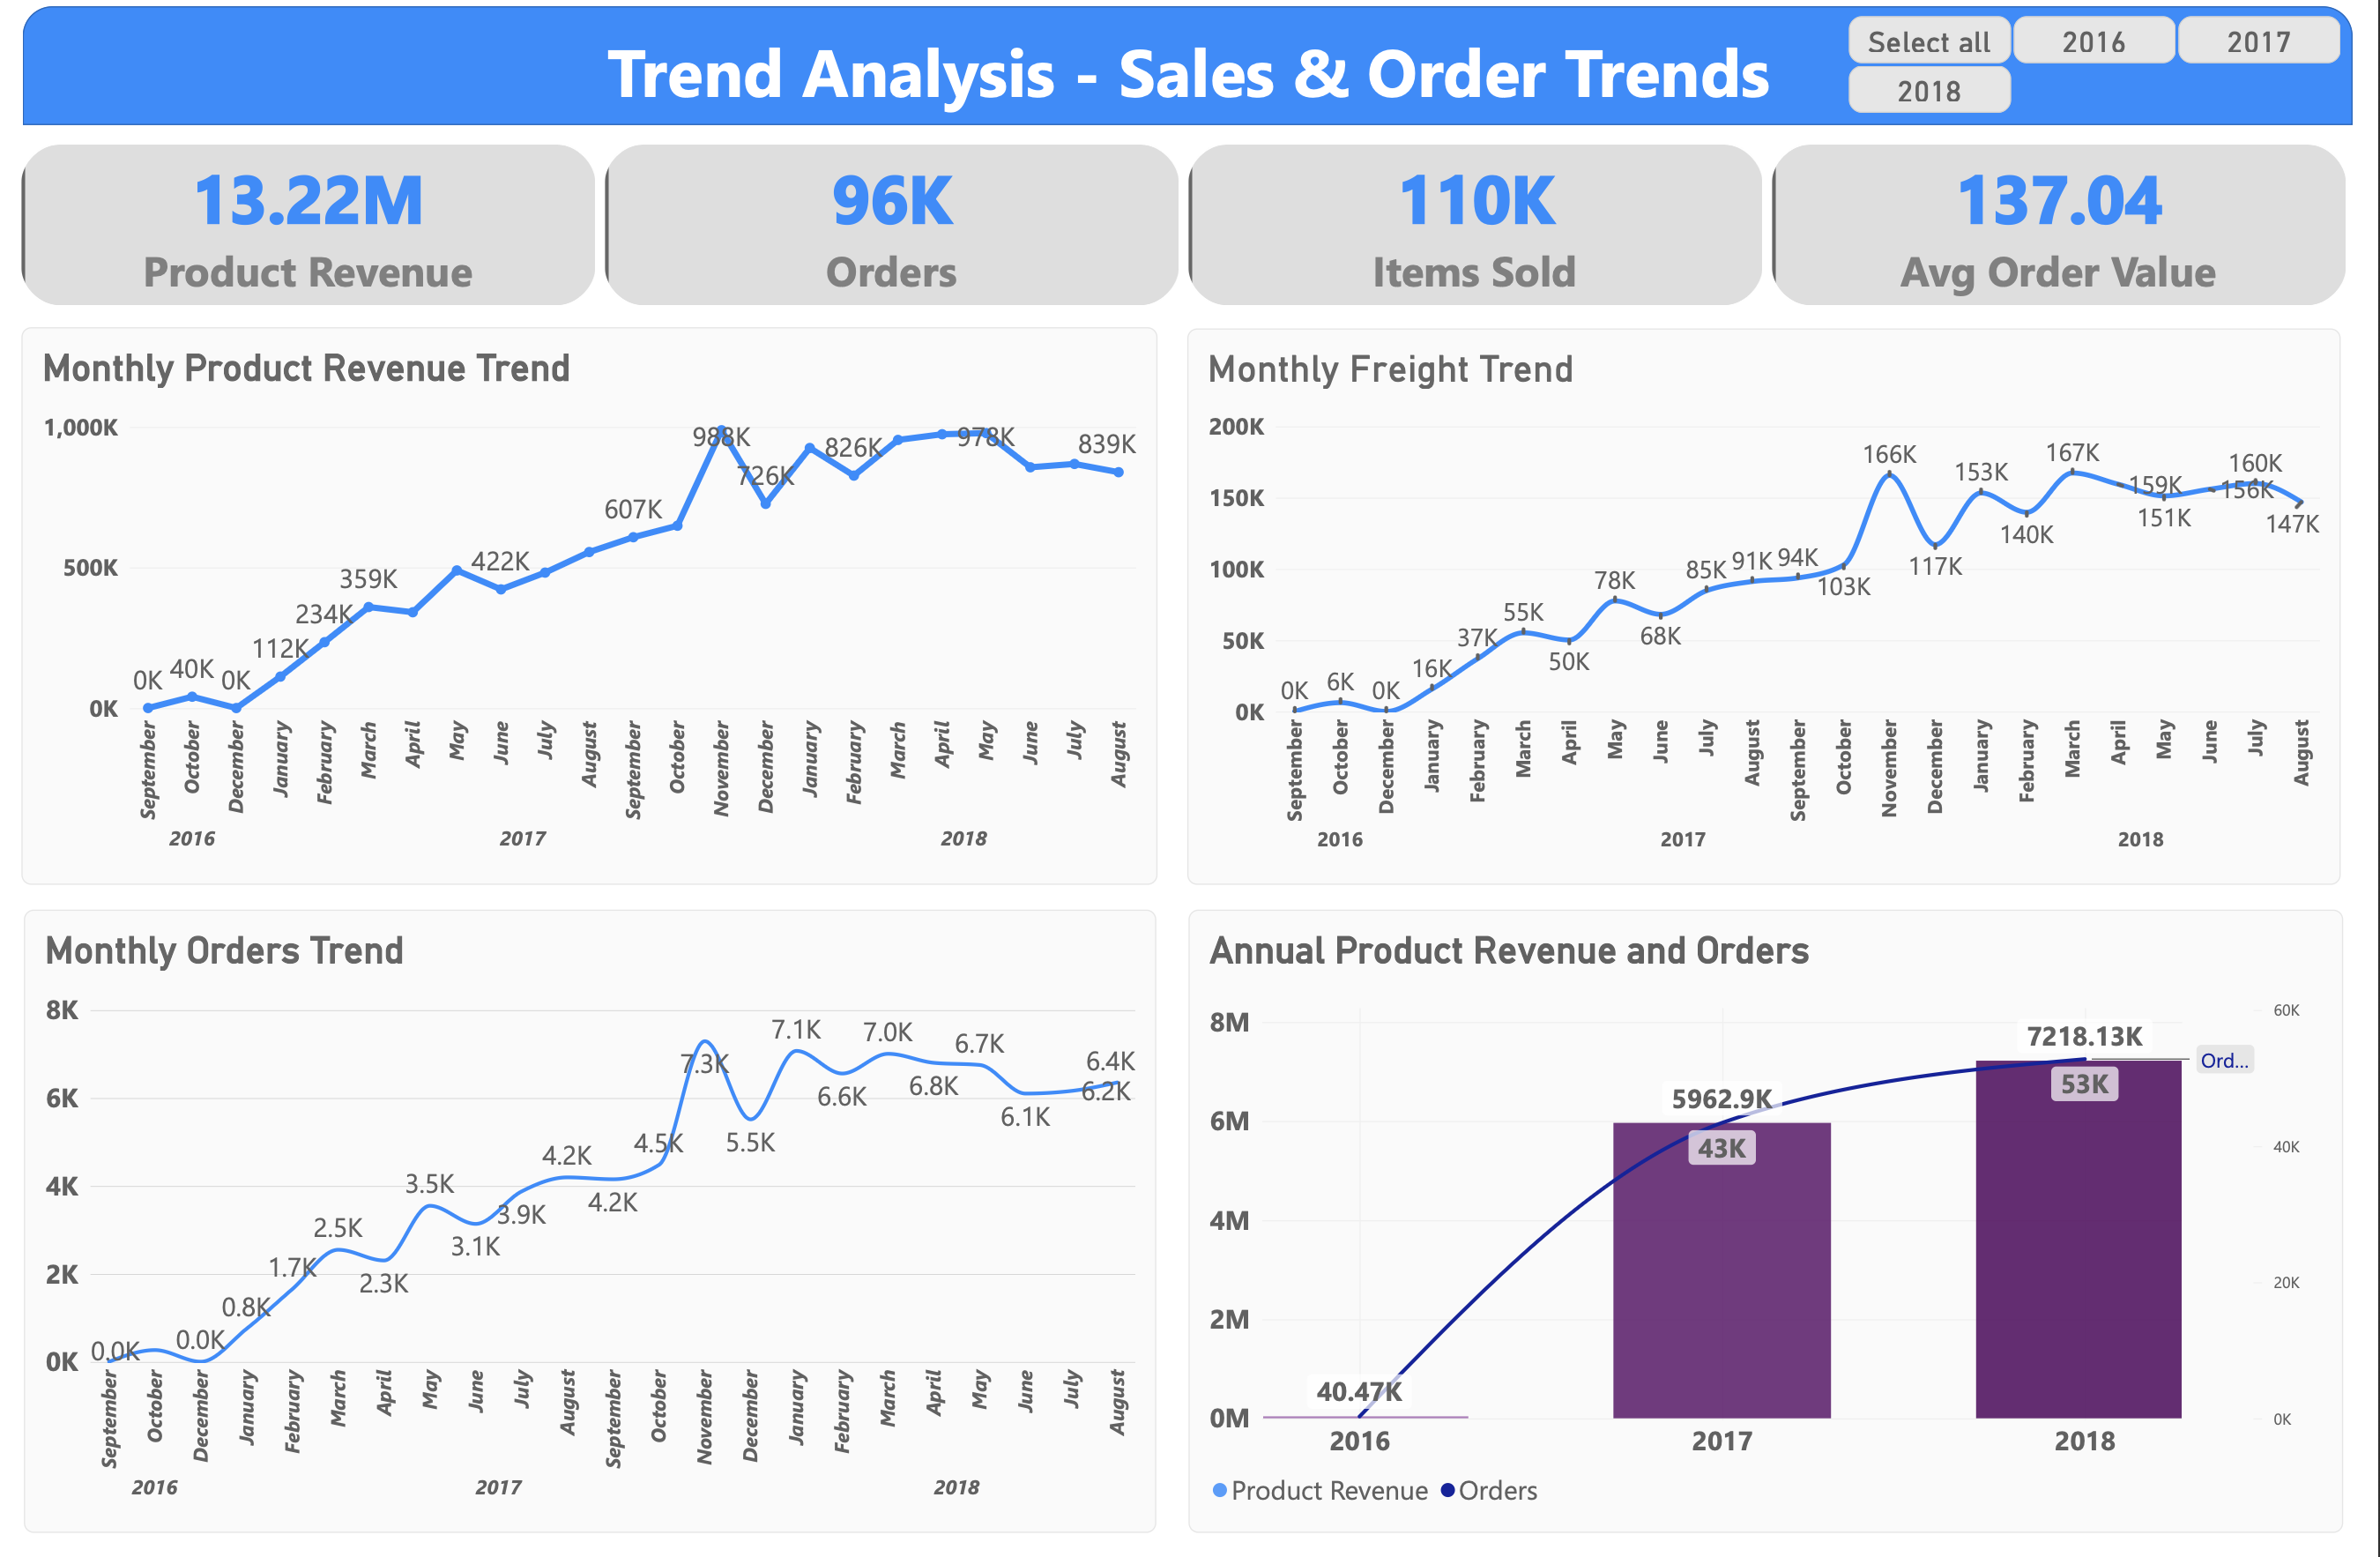 Trend Analysis - Sales & Order Trends
Select all
2016
2017
2018
13.22M
Product Revenue
96K
Orders
110K
Items Sold
137.04
Avg Order Value
Monthly Product Revenue Trend
1,000K
500K
0K
0K
40K
0K
112K
234K
359K
422K
607K
988K
726K
826K
978K
839K
September
October
December
January
February
March
April
May
June
July
August
September
October
November
December
January
February
March
April
May
June
July
August
2016
2017
2018
Monthly Freight Trend
200K
150K
100K
50K
0K
0K
6K
0K
16K
37K
55K
50K
78K
68K
85K
91K
94K
103K
166K
117K
153K
140K
167K
159K
151K
156K
160K
147K
September
October
December
January
February
March
April
May
June
July
August
September
October
November
December
January
February
March
April
May
June
July
August
2016
2017
2018
Monthly Orders Trend
8K
6K
4K
2K
0K
0.0K
0.0K
0.8K
1.7K
2.5K
2.3K
3.5K
3.1K
3.9K
4.2K
4.2K
4.5K
7.3K
5.5K
7.1K
6.6K
7.0K
6.8K
6.7K
6.1K
6.2K
6.4K
September
October
December
January
February
March
April
May
June
July
August
September
October
November
December
January
February
March
April
May
June
July
August
2016
2017
2018
Annual Product Revenue and Orders
8M
6M
4M
2M
0M
60K
40K
20K
0K
40.47K
5962.9K
43K
7218.13K
53K
Ord...
2016
2017
2018
Product Revenue
Orders